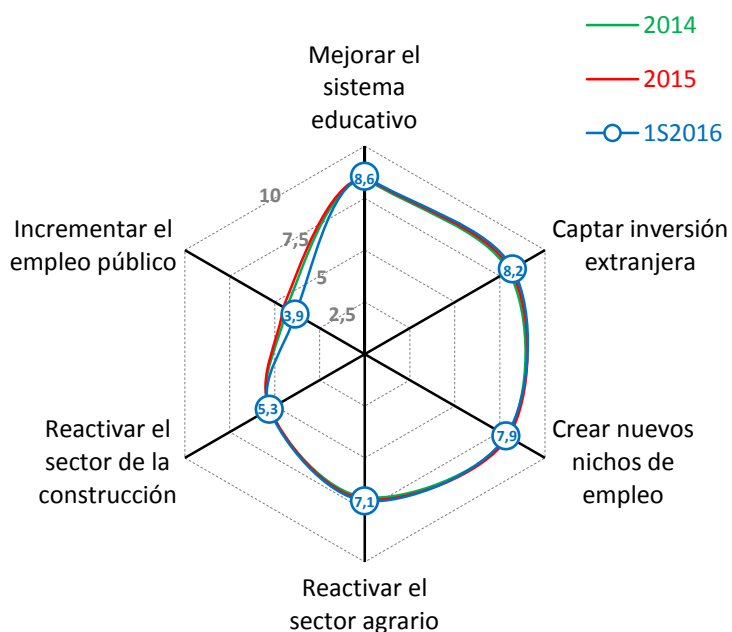 2014
2015
1S2016
Mejorar el
sistema
educativo
Captar inversión
extranjera
Crear nuevos
nichos de
empleo
Reactivar el
sector agrario
Reactivar el
sector de la
construcción
Incrementar el
empleo público
10
7,5
5
2,5
8,6
8,2
7,9
7,1
5,3
3,9